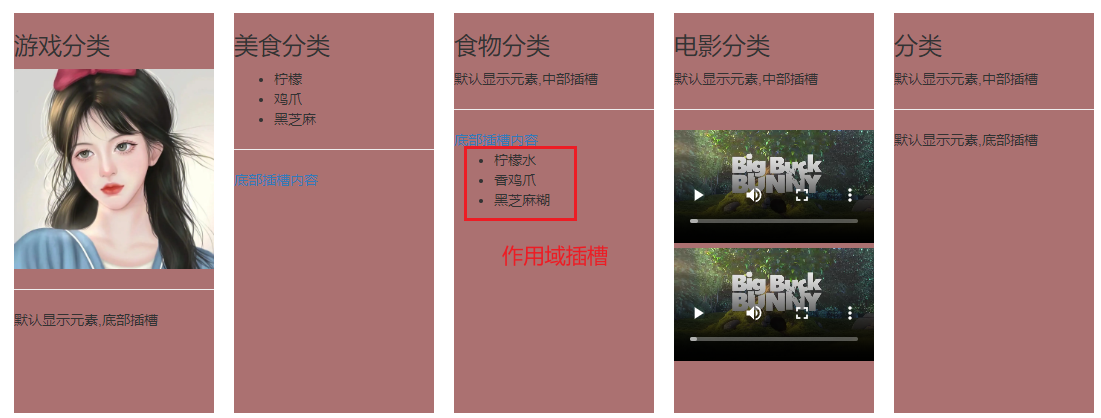 游戏分类
默认显示元素,底部插槽
美食分类
柠檬
鸡爪
黑芝麻
底部插槽内容
食物分类
默认显示元素,中部插槽
底部插槽内容
柠檬水
香鸡爪
黑芝麻糊
作用域插槽
电影分类
默认显示元素,中部插槽
Big Buck
BUNNY
Big Buck
BUNNY
分类
默认显示元素,中部插槽
默认显示元素,底部插槽